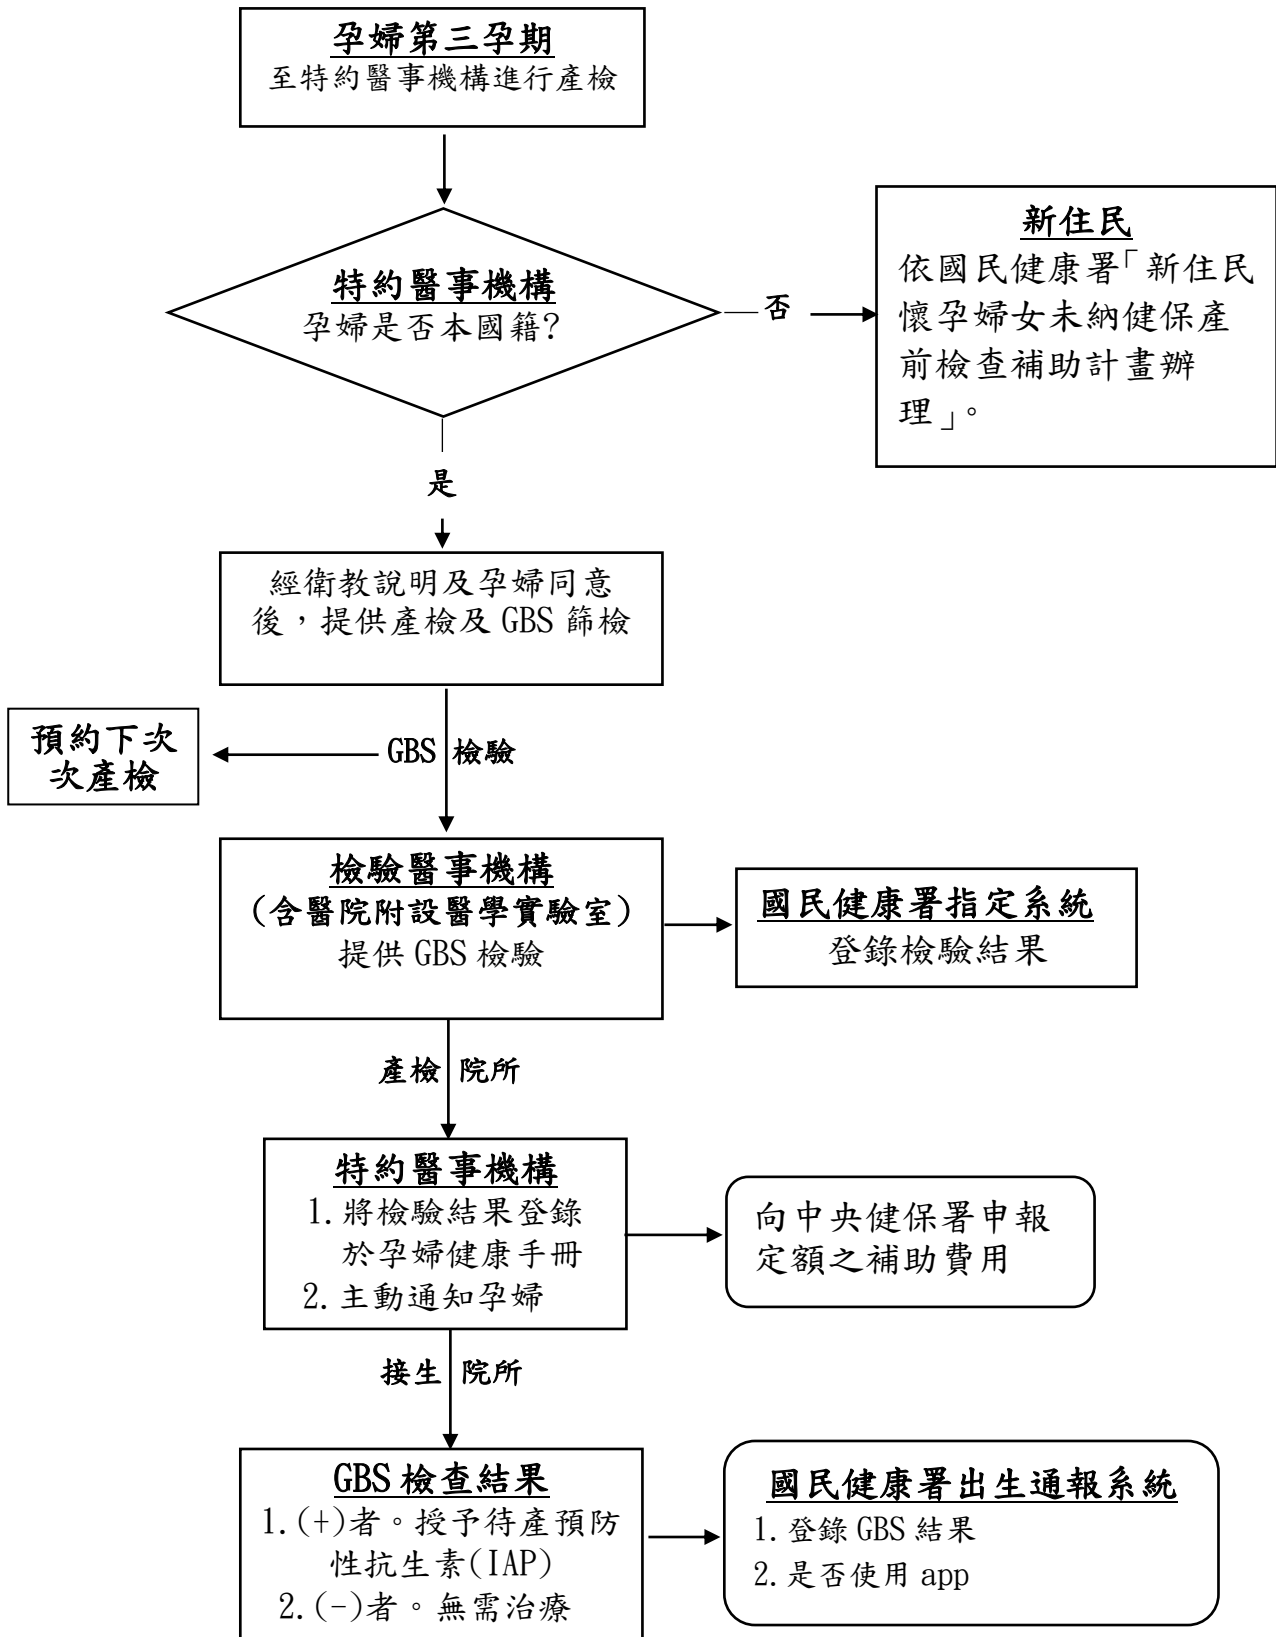 孕婦第三孕期
至特約醫事機構進行產檢
特約醫事機構
孕婦是否本國籍?
否
新住民
依國民健康署「新住民
懷孕婦女未納健保產
前檢查補助計畫辦
理」。
是
經衛教說明及孕婦同意
後，提供產檢及 GBS 篩檢
預約下次
次產檢
GBS 檢驗
檢驗醫事機構
(含醫院附設醫學實驗室)
提供 GBS 檢驗
國民健康署指定系統
登錄檢驗結果
產檢 院所
特約醫事機構
1. 將檢驗結果登錄
於孕婦健康手冊
2. 主動通知孕婦
向中央健保署申報
定額之補助費用
接生 院所
GBS 檢查結果
1. (+)者。授予待產預防
性抗生素(IAP)
2. (-)者。無需治療
國民健康署出生通報系統
1. 登錄 GBS 結果
2. 是否使用 app